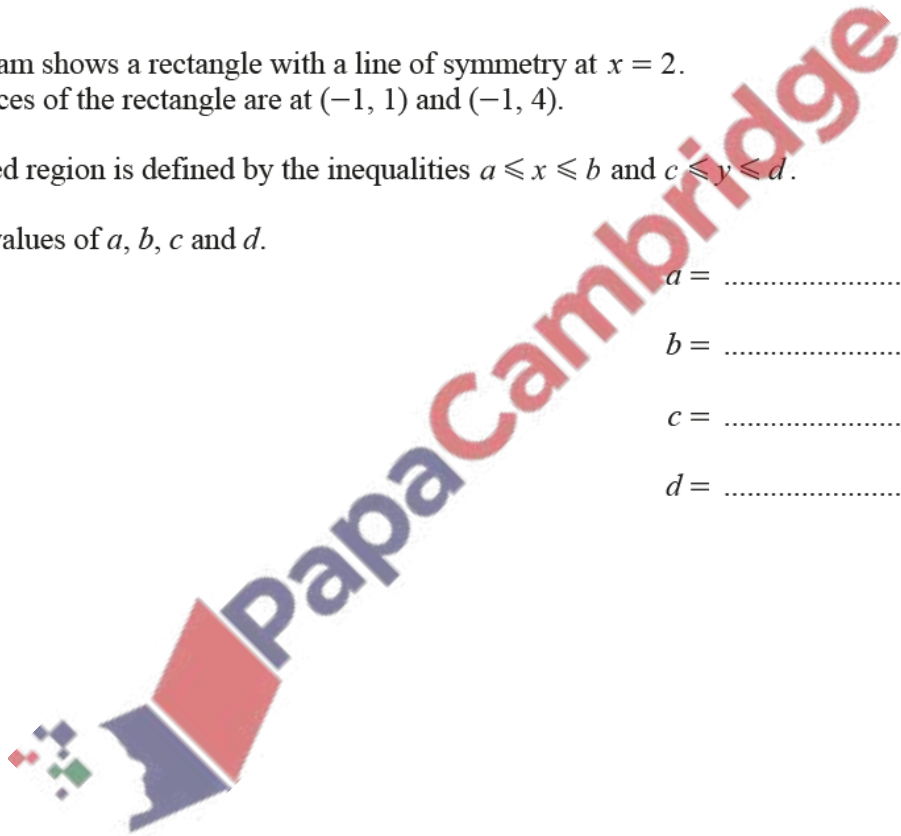 am shows a rectangle with a line of symmetry at x = 2.
ces of the rectangle are at (−1, 1) and (−1, 4).
ed region is defined by the inequalities a ⩽ x ⩽ b and c ⩽ y ⩽ d.
alues of a, b, c and d.
a = ........................
b = ........................
c = ........................
d = ........................
PapaCambridge